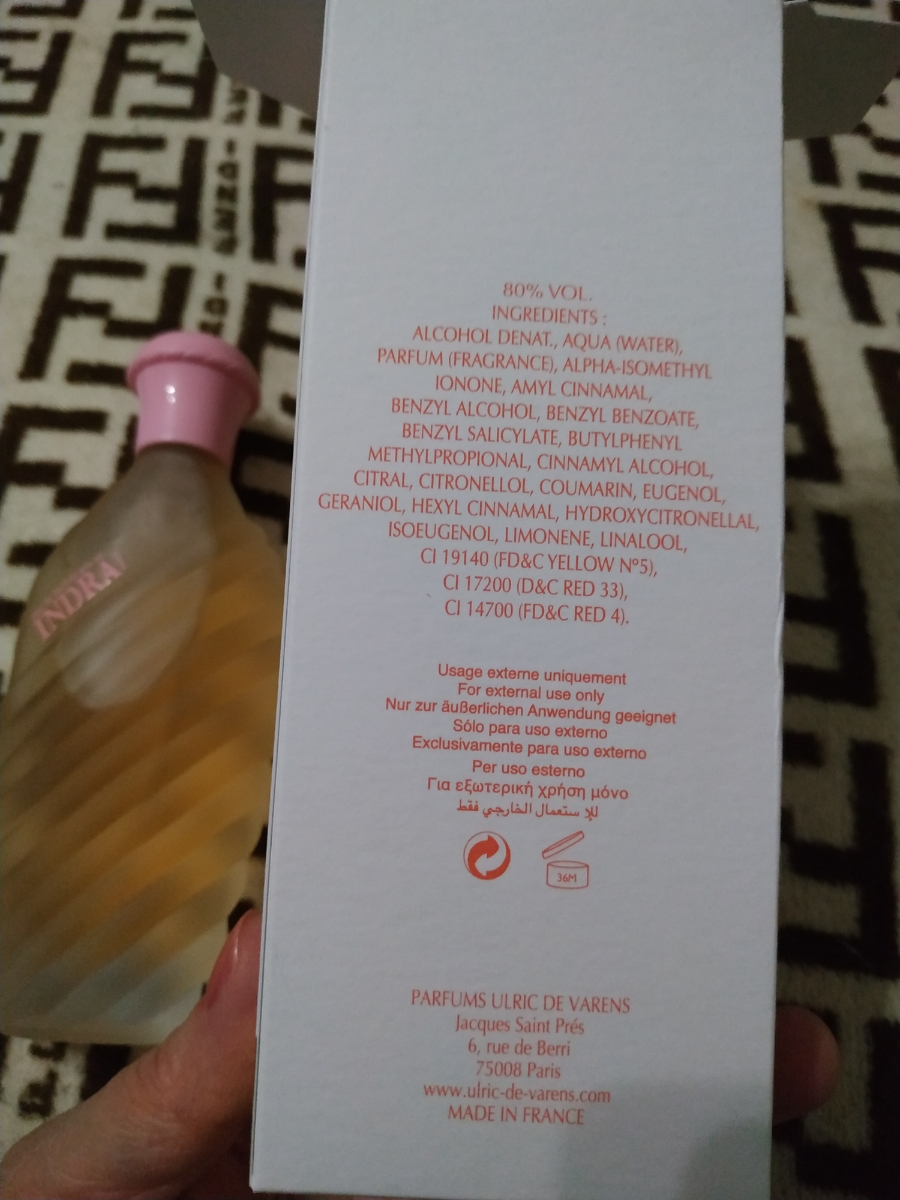 80% VOL.
INGREDIENTS :
ALCOHOL DENAT., AQUA (WATER),
PARFUM (FRAGRANCE), ALPHA-ISOMETHYL
IONONE, AMYL CINNAMAL,
BENZYL ALCOHOL, BENZYL BENZOATE,
BENZYL SALICYLATE, BUTYLPHENYL
METHYLPROPIONAL, CINNAMYL ALCOHOL,
CITRAL, CITRONELLOL, COUMARIN, EUGENOL,
GERANIOL, HEXYL CINNAMAL, HYDROXYCITRONELLAL,
ISOEUGENOL, LIMONENE, LINALOOL,
CI 19140 (FD&C YELLOW Nº5),
CI 17200 (D&C RED 33),
CI 14700 (FD&C RED 4).
Usage externe uniquement
For external use only
Nur zur äußerlichen Anwendung geeignet
Sólo para uso externo
Exclusivamente para uso externo
Per uso esterno
Για εξωτερική χρήση μόνο
للإ ستعمال الخارجي فقط
36M
PARFUMS ULRIC DE VARENS
Jacques Saint Prés
6, rue de Berri
75008 Paris
www.ulric-de-varens.com
MADE IN FRANCE
INDRA